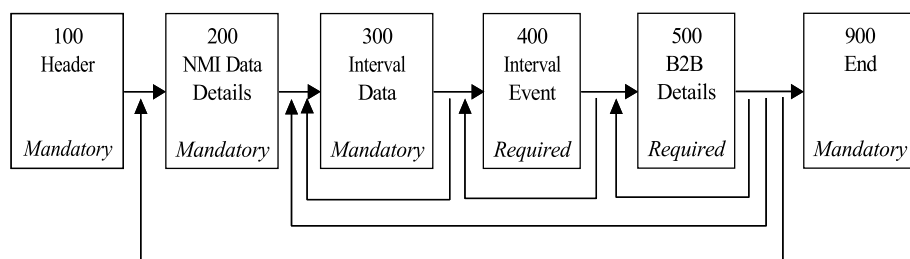 100
Header
Mandatory
200
NMI Data
Details
Mandatory
300
Interval
Data
Mandatory
400
Interval
Event
Required
500
B2B
Details
Required
900
End
Mandatory